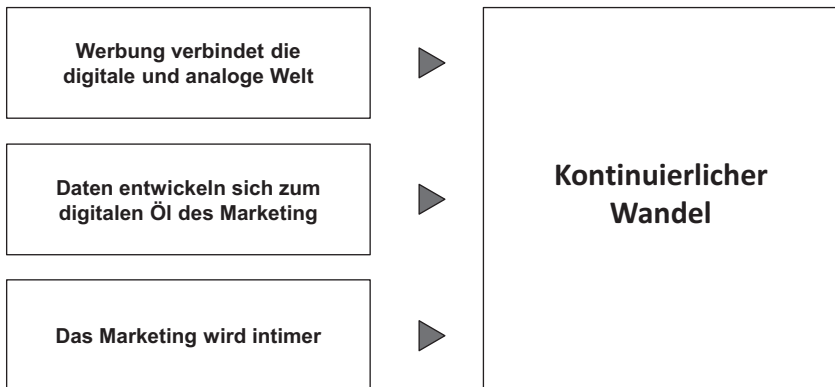 Werbung verbindet die
digitale und analoge Welt
Daten entwickeln sich zum
digitalen Öl des Marketing
Das Marketing wird intimer
Kontinuierlicher
Wandel